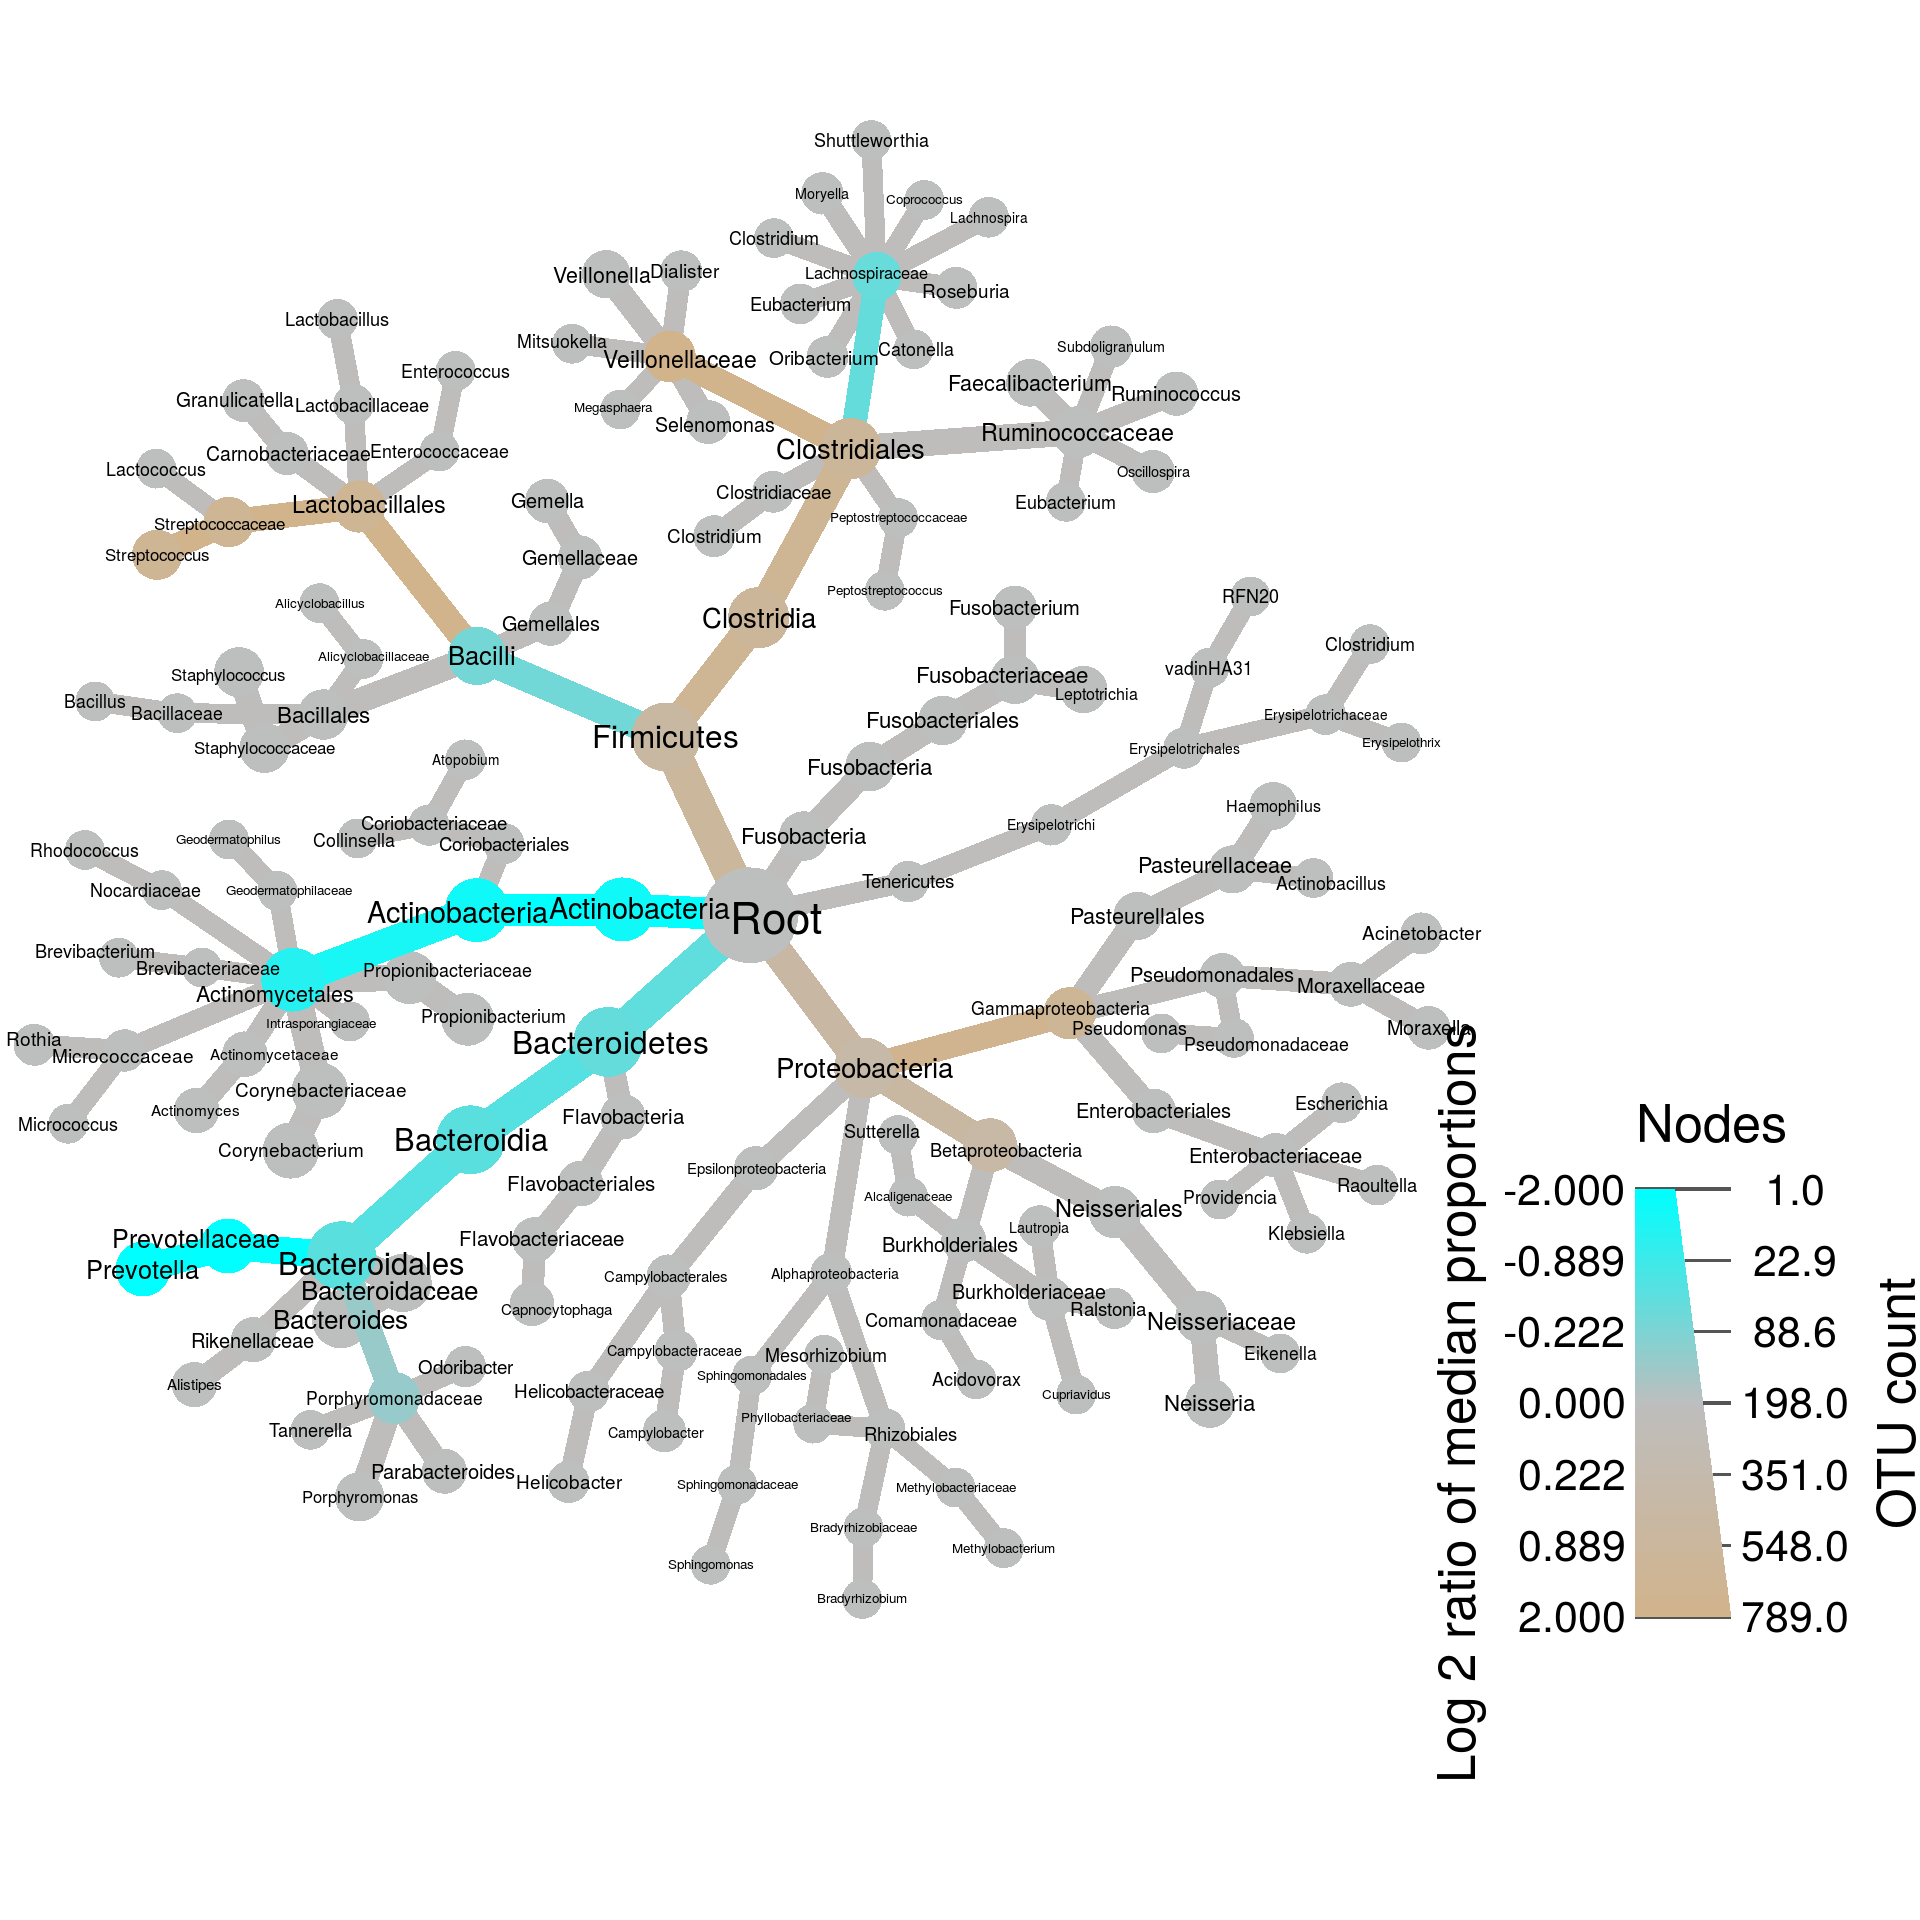 Shuttleworthia
Moryella
Coprococcus
Lachnospira
Clostridium
Lachnospiraceae
Veillonella
Dialister
Roseburia
Eubacterium
Lactobacillus
Mitsuokella
Veillonellaceae
Oribacterium
Catonella
Subdoligranulum
Enterococcus
Faecalibacterium
Ruminococcus
Granulicatella
Lactobacillaceae
Megasphaera
Selenomonas
Ruminococcaceae
Carnobacteriaceae
Enterococcaceae
Clostridiales
Lactococcus
Oscillospira
Clostridiaceae
Lactobacillales
Gemella
Eubacterium
Peptostreptococcaceae
Streptococcaceae
Clostridium
Streptococcus
Gemellaceae
Peptostreptococcus
RFN20
Alicyclobacillus
Fusobacterium
Clostridia
Gemellales
Clostridium
Alicyclobacillaceae
Bacilli
vadinHA31
Staphylococcus
Fusobacteriaceae
Leptotrichia
Bacillus
Bacillaceae
Bacillales
Erysipelotrichaceae
Fusobacteriales
Firmicutes
Erysipelothrix
Staphylococcaceae
Erysipelotrichales
Atopobium
Fusobacteria
Haemophilus
Coriobacteriaceae
Erysipelotrichi
Geodermatophilus
Collinsella
Coriobacteriales
Fusobacteria
Rhodococcus
Pasteurellaceae
Nocardiaceae
Geodermatophilaceae
Tenericutes
Actinobacillus
Actinobacteria
Actinobacteria
Root
Pasteurellales
Acinetobacter
Brevibacterium
Brevibacteriaceae
Propionibacteriaceae
Pseudomonadales
Moraxellaceae
Actinomycetales
Gammaproteobacteria
Intrasporangiaceae
Propionibacterium
Pseudomonas
Moraxella
Rothia
Micrococcaceae
Actinomycetaceae
Bacteroidetes
Pseudomonadaceae
Proteobacteria
Corynebacteriaceae
Actinomyces
Flavobacteria
Enterobacteriales
Escherichia
Micrococcus
Sutterella
Corynebacterium
Bacteroidia
Betaproteobacteria
Enterobacteriaceae
Epsilonproteobacteria
Flavobacteriales
Alcaligenaceae
Providencia
Raoultella
Neisseriales
Lautropia
Klebsiella
Prevotellaceae
Flavobacteriaceae
Burkholderiales
Prevotella
Bacteroidales
Campylobacterales
Alphaproteobacteria
Bacteroidaceae
Burkholderiaceae
Capnocytophaga
Ralstonia
Bacteroides
Comamonadaceae
Neisseriaceae
Rikenellaceae
Campylobacteraceae
Mesorhizobium
Eikenella
Odoribacter
Sphingomonadales
Acidovorax
Alistipes
Porphyromonadaceae
Helicobacteraceae
Cupriavidus
Neisseria
Tannerella
Phyllobacteriaceae
Campylobacter
Rhizobiales
Parabacteroides
Helicobacter
Sphingomonadaceae
Methylobacteriaceae
Porphyromonas
Bradyrhizobiaceae
Methylobacterium
Sphingomonas
Bradyrhizobium
Nodes
Log 2 ratio of median proportions
-2.000 1.0
-0.889 22.9
-0.222 88.6
0.000 198.0
0.222 351.0
0.889 548.0
2.000 789.0
OTU count